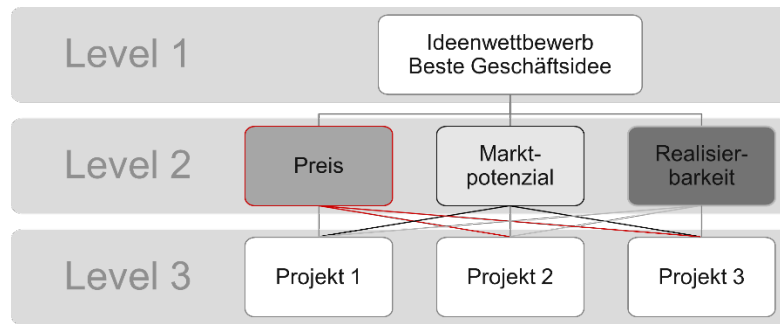 Level 1
Ideenwettbewerb
Beste Geschäftsidee
Level 2
Preis
Markt-
potenzial
Realisier-
barkeit
Level 3
Projekt 1
Projekt 2
Projekt 3